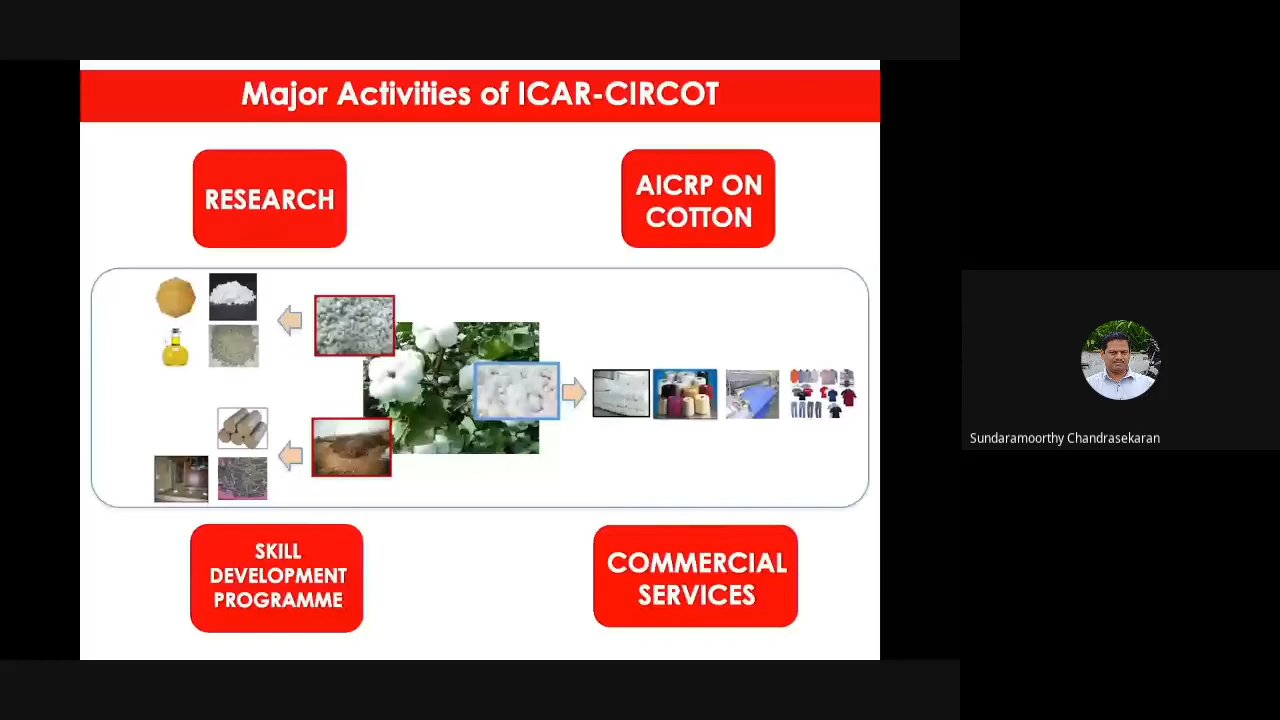 Major Activities of ICAR-CIRCOT
RESEARCH
AICRP ON
COTTON
SKILL
DEVELOPMENT
PROGRAMME
COMMERCIAL
SERVICES
Sundaramoorthy Chandrasekaran